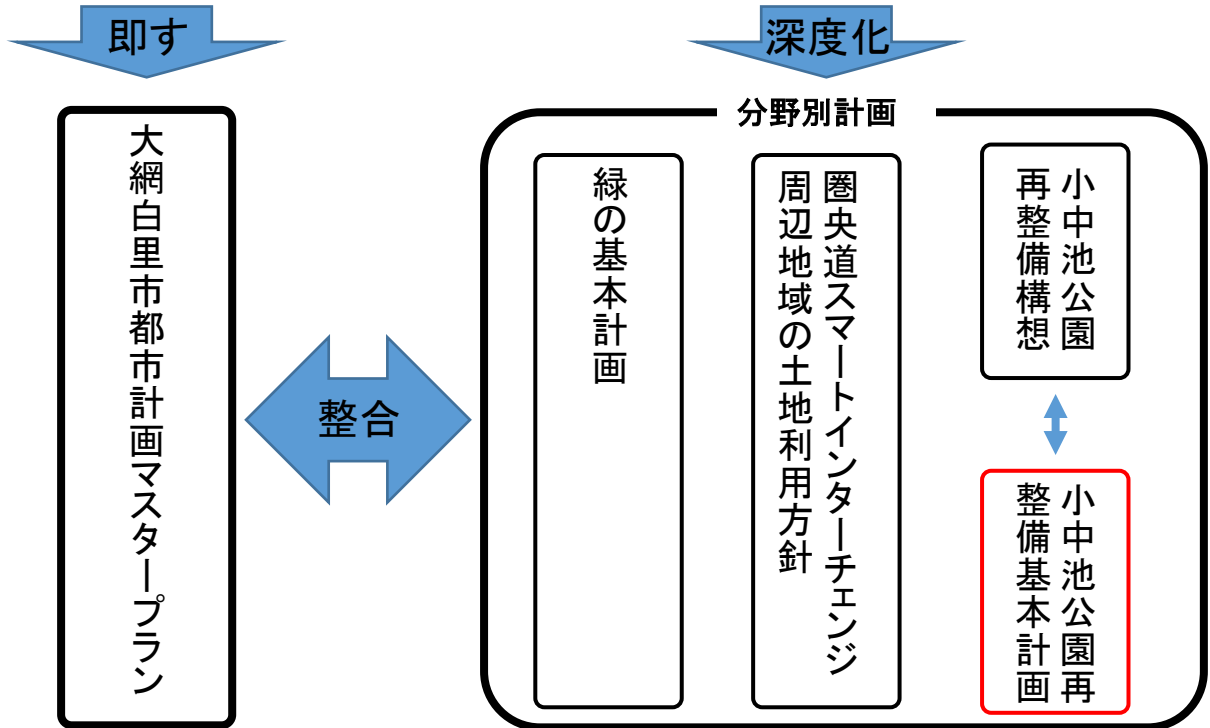 即す
深度化
大網白里市都市計画マスタープラン
整合
分野別計画
緑の基本計画
圏央道スマートインターチェンジ
周辺地域の土地利用方針
小中池公園
再整備構想
小中池公園再
整備基本計画